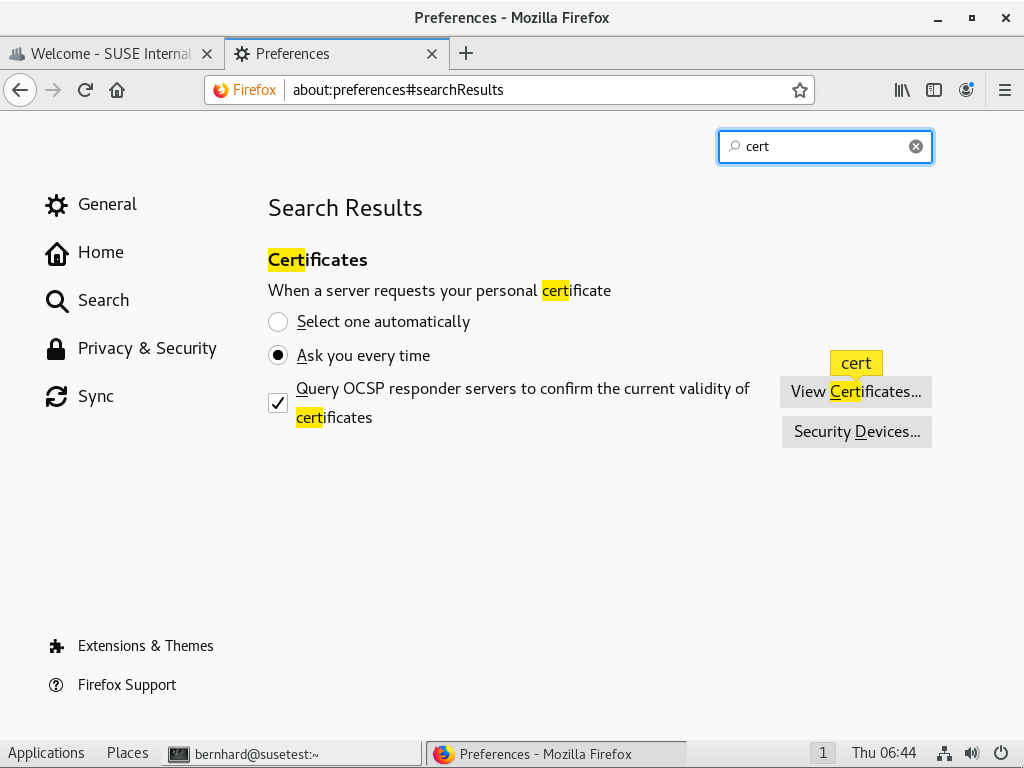 Preferences - Mozilla Firefox
Welcome - SUSE Internal
Preferences
Firefox
about:preferences#searchResults
cert
General
Home
Search
Privacy & Security
Sync
Search Results
Certificates
When a server requests your personal certificate
Select one automatically
Ask you every time
Query OCSP responder servers to confirm the current validity of
certificates
cert
View Certificates...
Security Devices...
Extensions & Themes
Firefox Support
Applications Places bernhard@susetest:~ Preferences - Mozilla Firefox 1 Thu 06:44